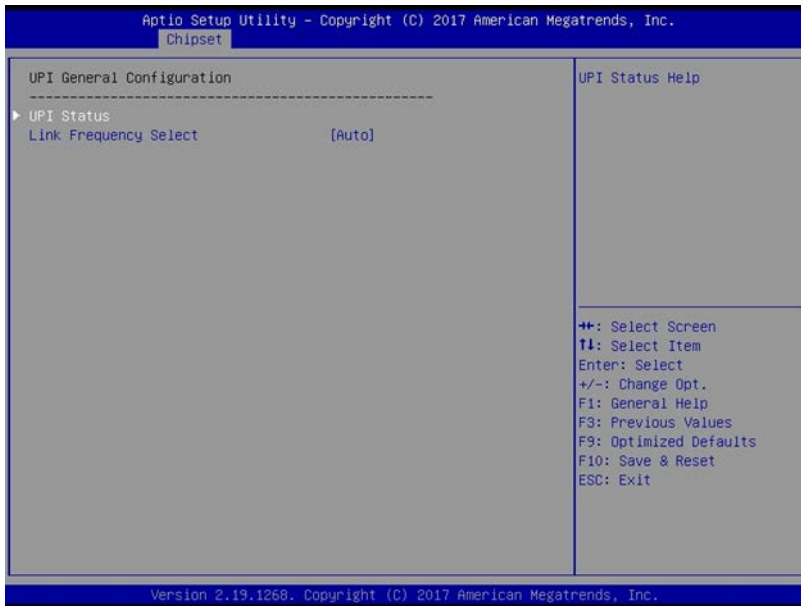 Aptio Setup Utility – Copyright (C) 2017 American Megatrends, Inc.
Chipset
UPI General Configuration
--------------------------------------------------
UPI Status
Link Frequency Select [Auto]
UPI Status Help
→←: Select Screen
↑↓: Select Item
Enter: Select
+/-: Change Opt.
F1: General Help
F3: Previous Values
F9: Optimized Defaults
F10: Save & Reset
ESC: Exit
Version 2.19.1268. Copyright (C) 2017 American Megatrends, Inc.